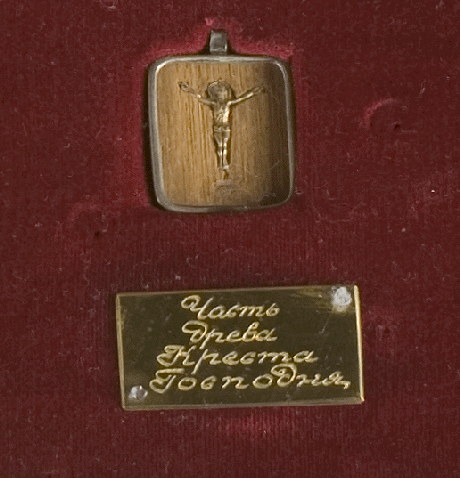 Часть
древа
Креста
Господня,